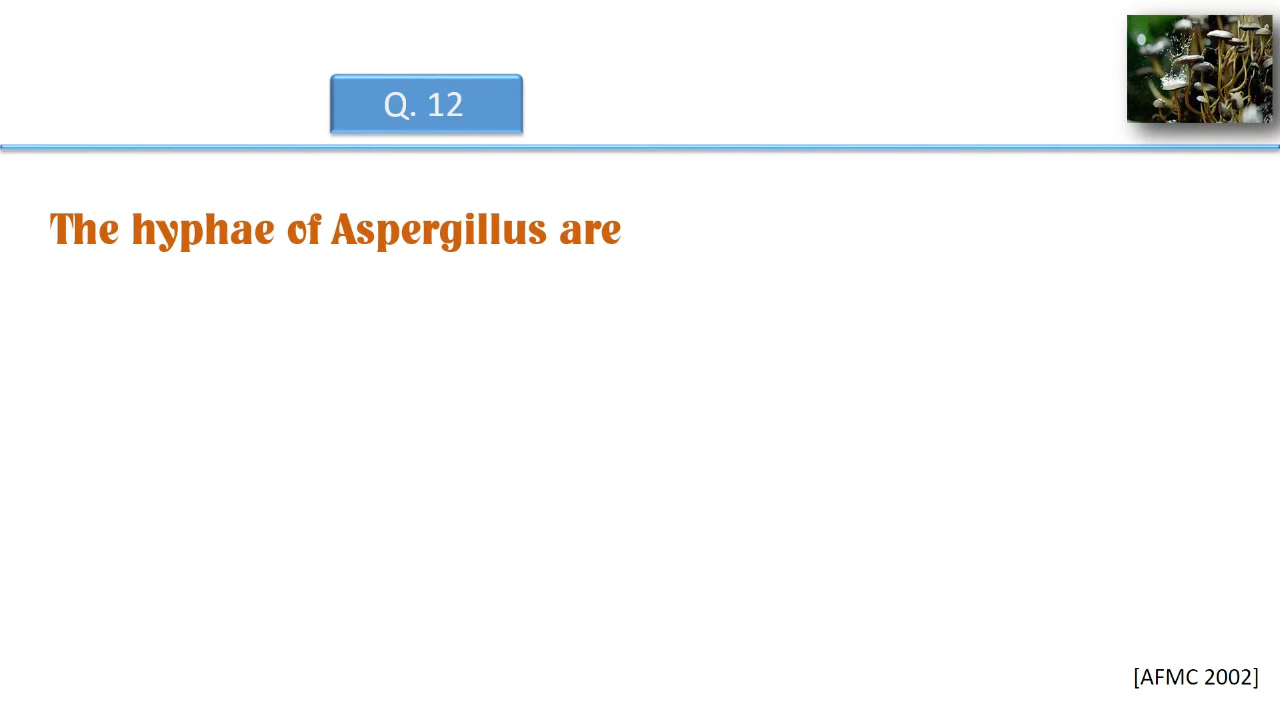 Q. 12
The hyphae of Aspergillus are
[AFMC 2002]